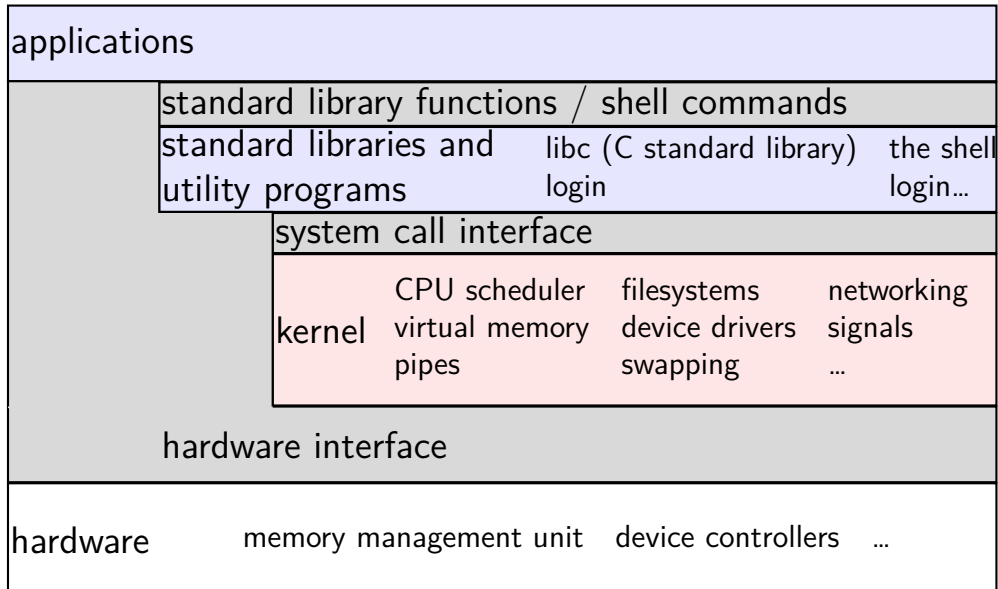 applications
standard library functions / shell commands
standard libraries and
utility programs
libc (C standard library)
login
the shell
login…
system call interface
kernel
CPU scheduler
virtual memory
pipes
filesystems
device drivers
swapping
networking
signals
…
hardware interface
hardware
memory management unit
device controllers
…